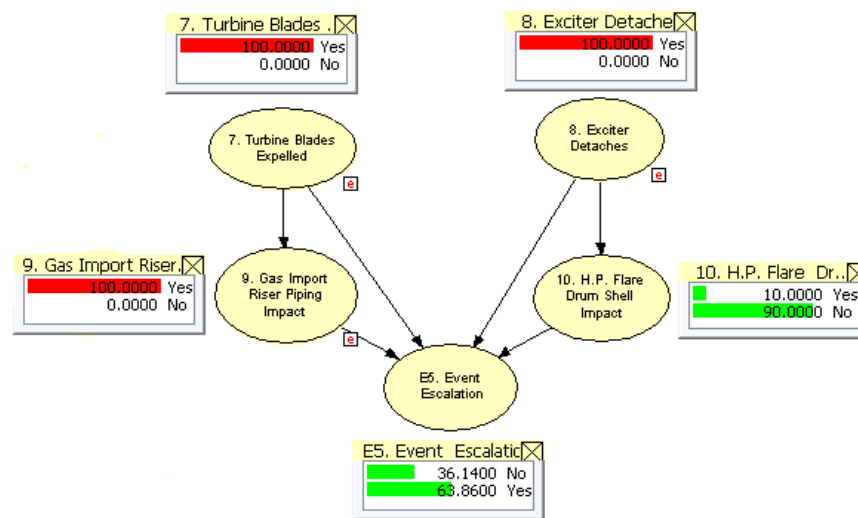 7. Turbine Blades .
100.0000 Yes
0.0000 No
8. Exciter Detache
100.0000 Yes
0.0000 No
7. Turbine Blades
Expelled
e
8. Exciter
Detaches
e
9. Gas Import Riser.
100.0000 Yes
0.0000 No
9. Gas Import
Riser Piping
Impact
e
10. H.P. Flare
Drum Shell
Impact
10. H.P. Flare Dr..
10.0000 Yes
90.0000 No
E5. Event
Escalation
E5. Event Escalatic
36.1400 No
63.8600 Yes